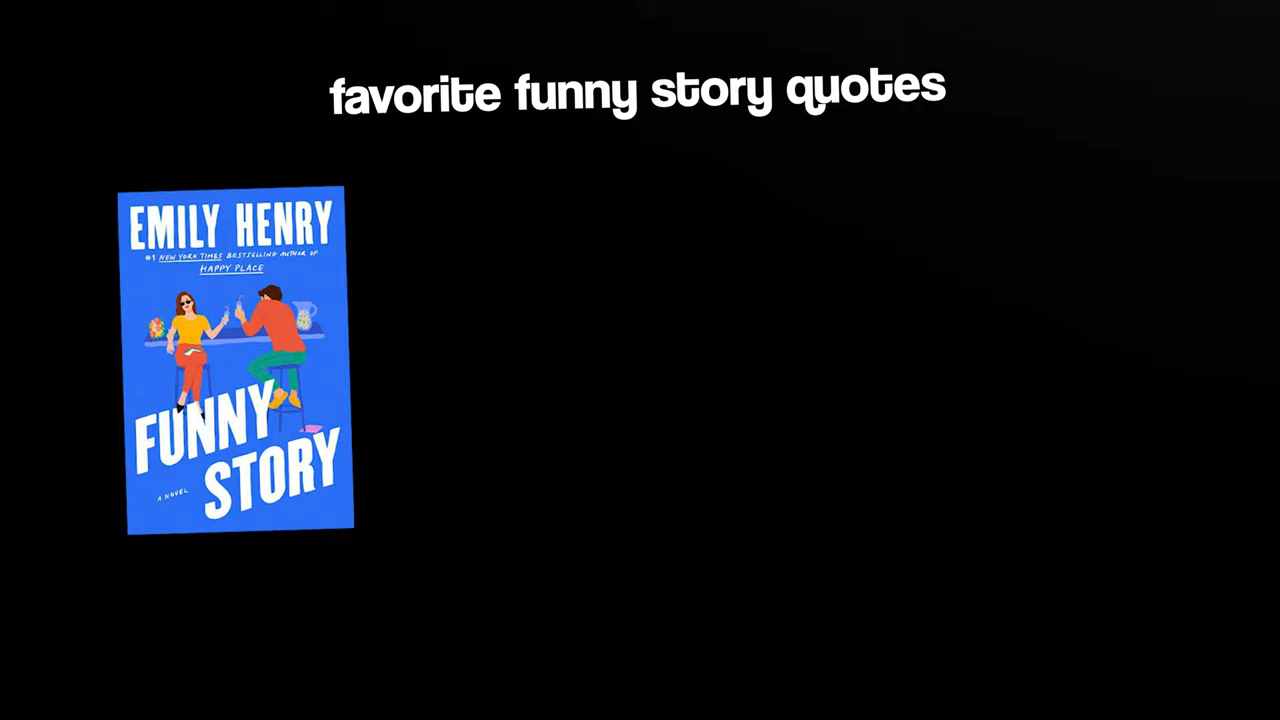 favorite funny story quotes
EMILY HENRY
#1 NEW YORK TIMES BESTSELLING AUTHOR OF
HAPPY PLACE
FUNNY
STORY
A NOVEL